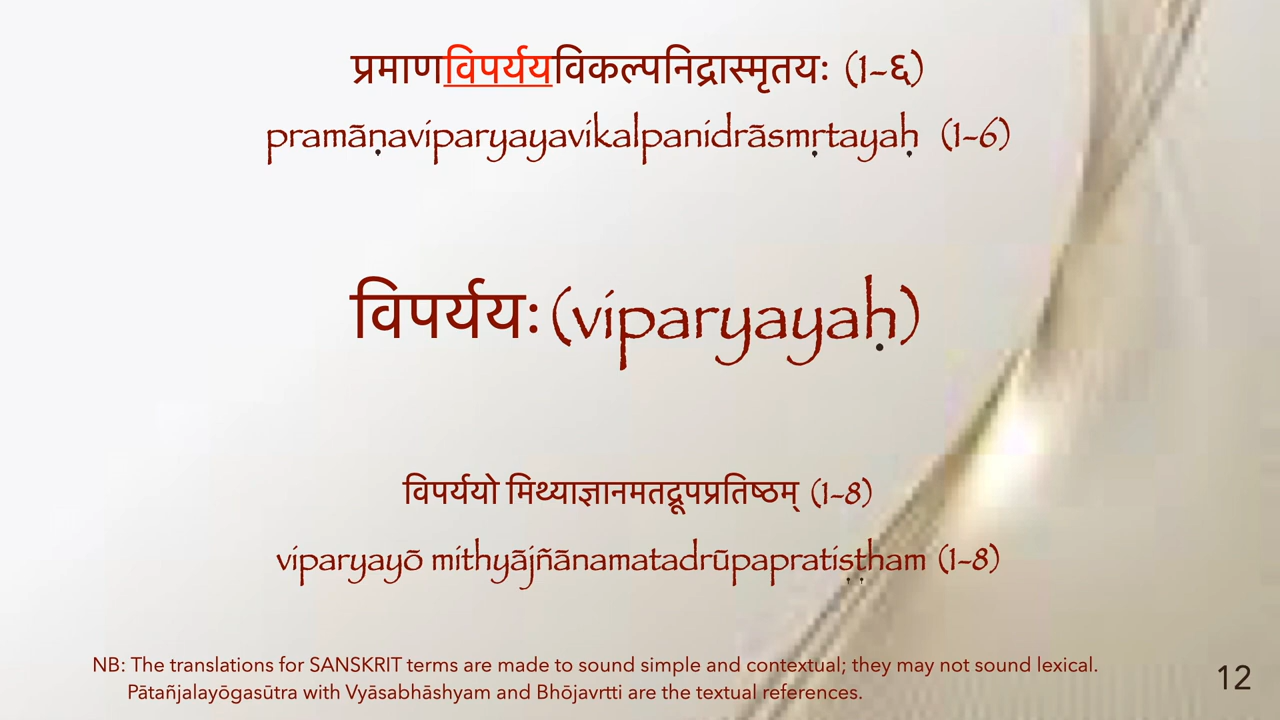 प्रमाणविपर्ययविकल्पनिद्रास्मृतयः (1-६)
pramāṇaviparyayavikalpanidrāsmṛtayaḥ (1-6)
विपर्ययः (viparyayaḥ)
विपर्ययो मिथ्याज्ञानमतद्रूपप्रतिष्ठम् (1-8)
viparyayō mithyājñānamatadrūpapratiṣṭham (1-8)
NB: The translations for SANSKRIT terms are made to sound simple and contextual; they may not sound lexical.
Pātañjalayōgasūtra with Vyāsabhāshyam and Bhōjavrtti are the textual references.
12